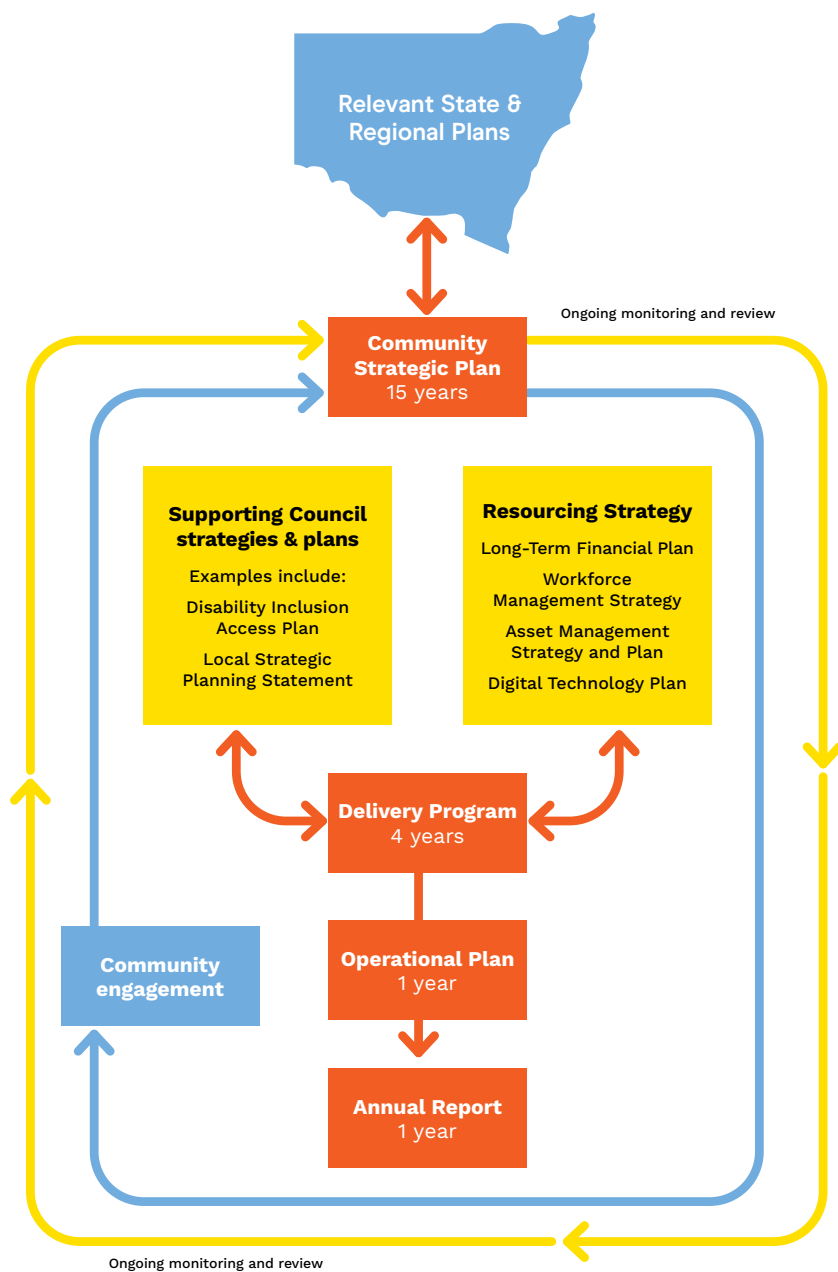 Relevant State &
Regional Plans
Ongoing monitoring and review
Community
Strategic Plan
15 years
Supporting Council
strategies & plans
Examples include:
Disability Inclusion
Access Plan
Local Strategic
Planning Statement
Resourcing Strategy
Long-Term Financial Plan
Workforce
Management Strategy
Asset Management
Strategy and Plan
Digital Technology Plan
Delivery Program
4 years
Community
engagement
Operational Plan
1 year
Annual Report
1 year
Ongoing monitoring and review